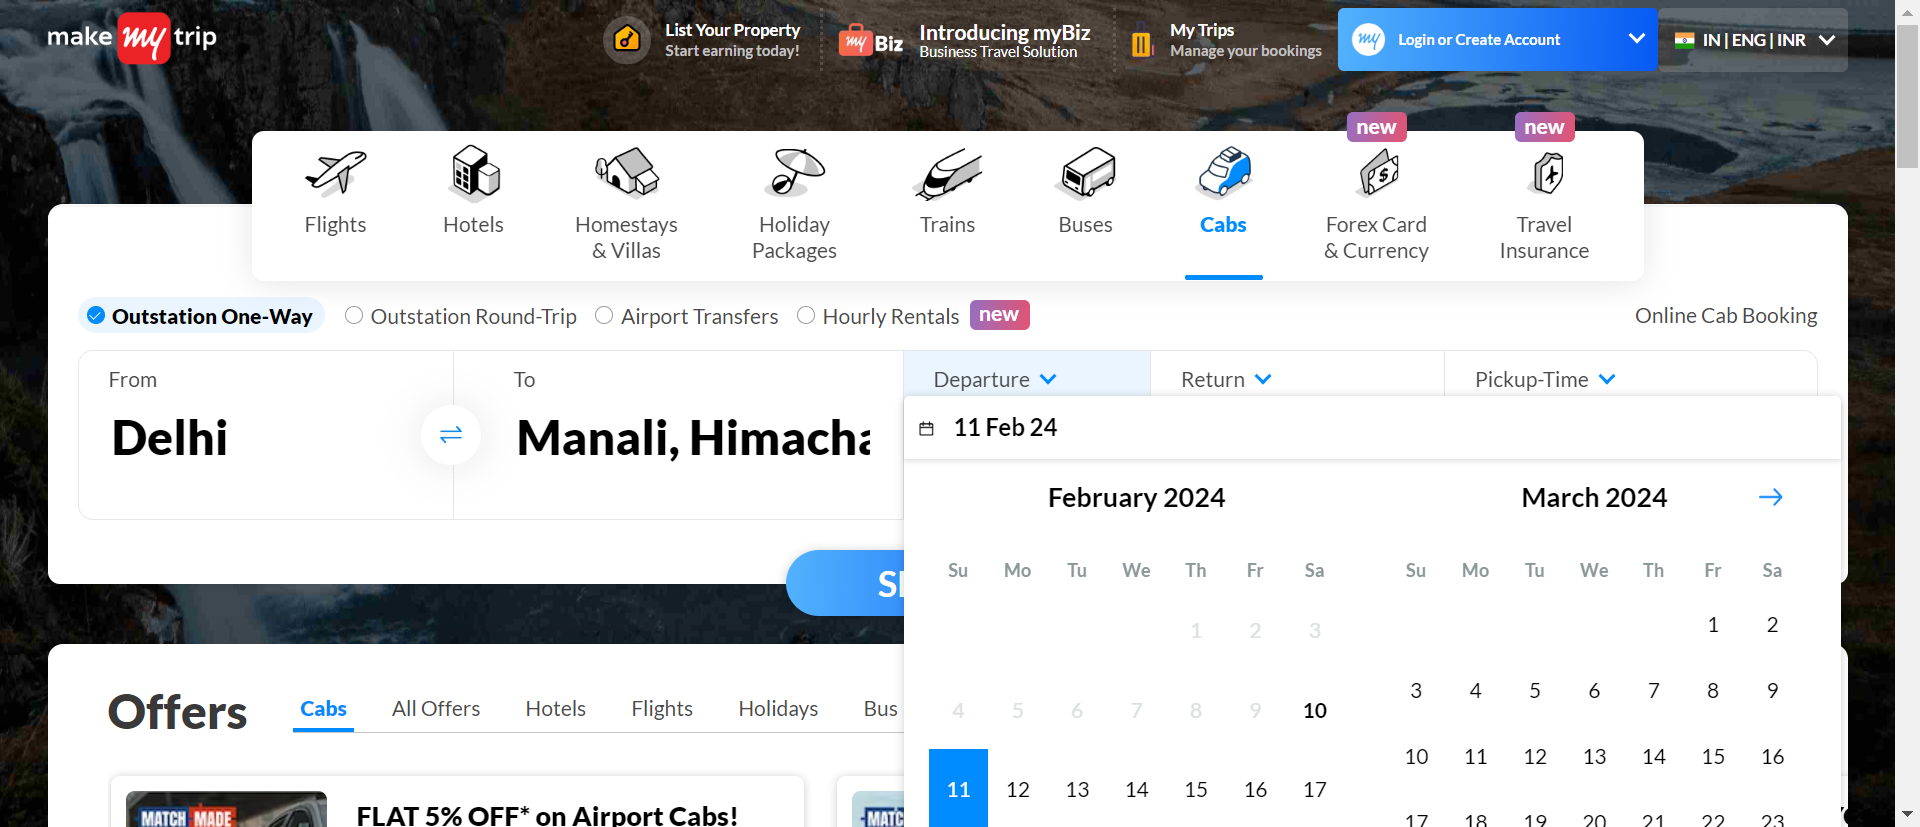 make my trip
List Your Property
Start earning today!
my Biz
Introducing myBiz
Business Travel Solution
My Trips
Manage your bookings
my
Login or Create Account
IN | ENG | INR
new
new
Flights
Hotels
Homestays
& Villas
Holiday
Packages
Trains
Buses
Cabs
Forex Card
& Currency
Travel
Insurance
Outstation One-Way
Outstation Round-Trip
Airport Transfers
Hourly Rentals
new
Online Cab Booking
From
To
Departure
Return
Pickup-Time
Delhi
Manali, Himacha
11 Feb 24
February 2024
March 2024
Su Mo Tu We Th Fr Sa
1 2 3
4 5 6 7 8 9 10
11 12 13 14 15 16 17
Su Mo Tu We Th Fr Sa
1 2
3 4 5 6 7 8 9
10 11 12 13 14 15 16
17 18 19 20 21 22 23
Offers
Cabs
All Offers
Hotels
Flights
Holidays
Bus
MATCH MADE
FLAT 5% OFF* on Airport Cabs!